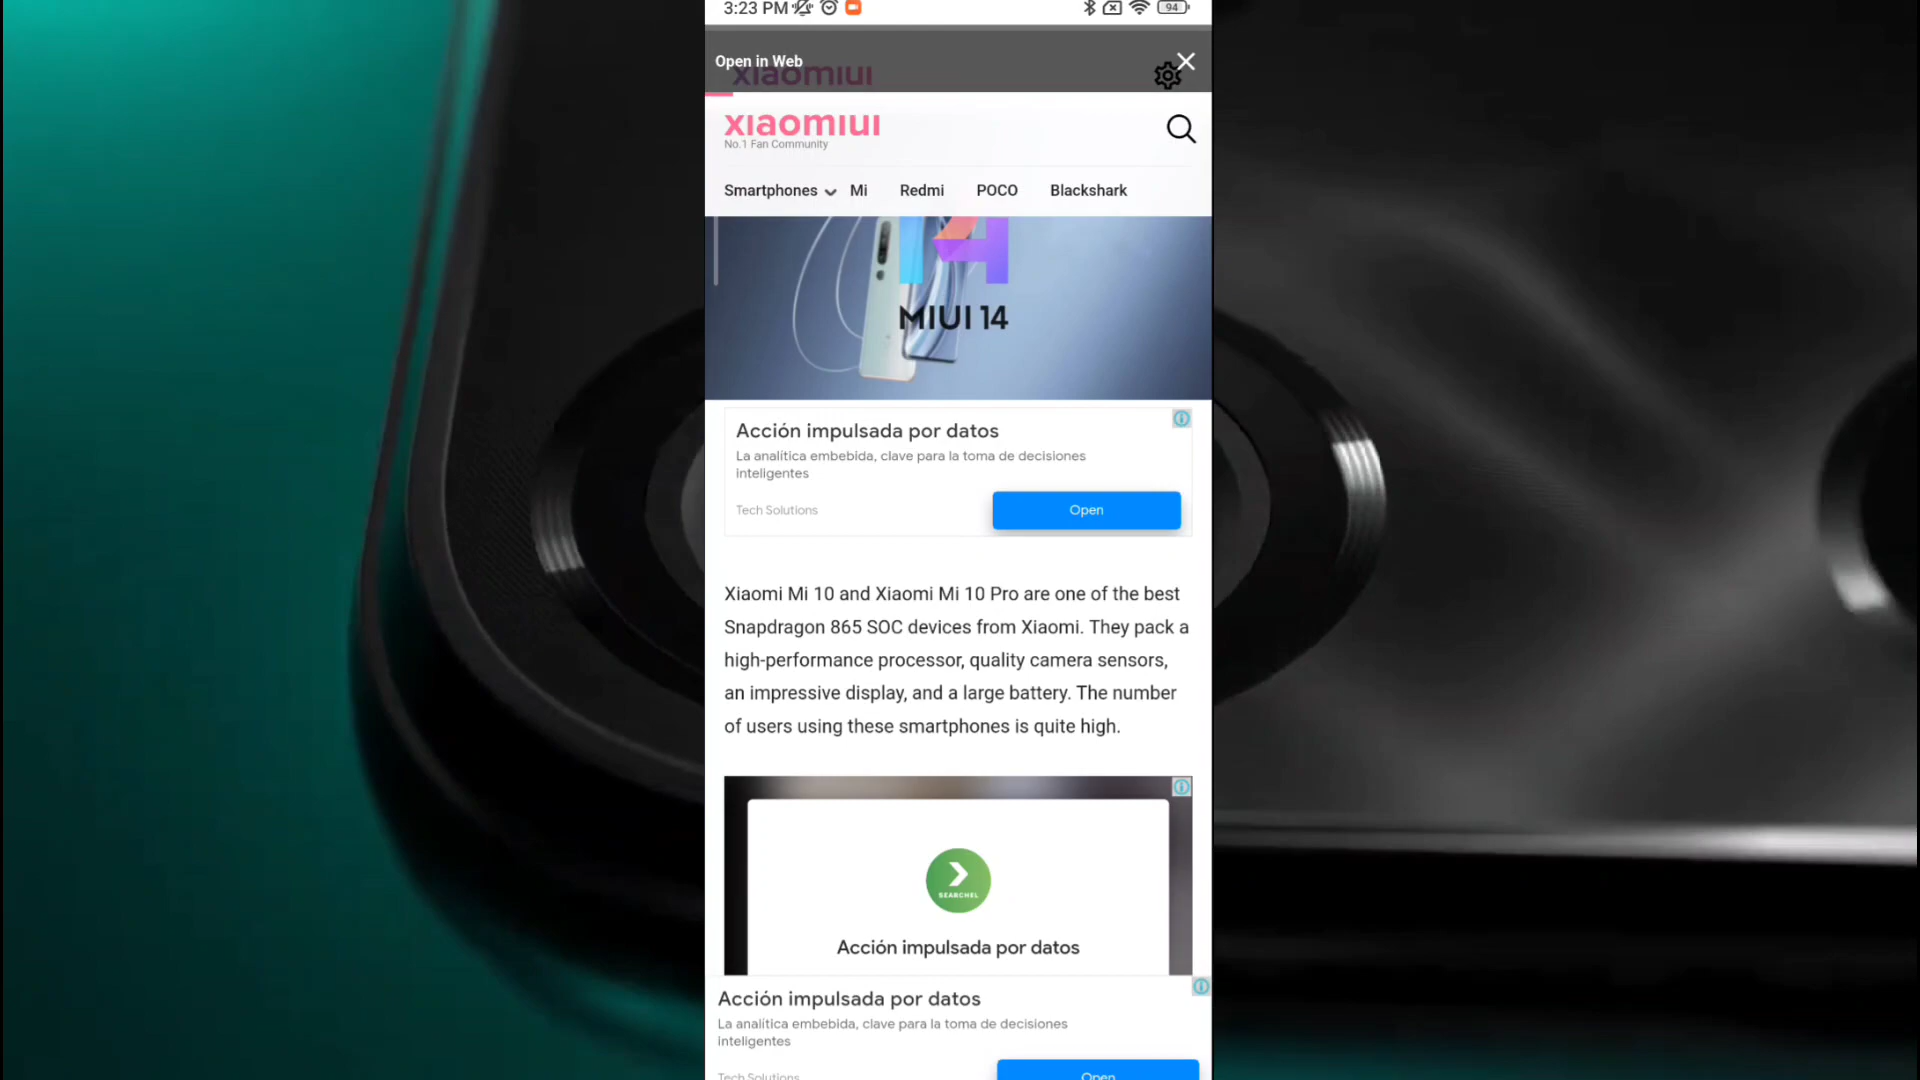 3:23 PM
94
Open in Web
xiaomiui
xiaomiui
No.1 Fan Community
Smartphones Mi Redmi POCO Blackshark
MIUI 14
Acción impulsada por datos
La analítica embebida, clave para la toma de decisiones
inteligentes
Tech Solutions
Open
Xiaomi Mi 10 and Xiaomi Mi 10 Pro are one of the best
Snapdragon 865 SOC devices from Xiaomi. They pack a
high-performance processor, quality camera sensors,
an impressive display, and a large battery. The number
of users using these smartphones is quite high.
SEARCHEL
Acción impulsada por datos
Acción impulsada por datos
La analítica embebida, clave para la toma de decisiones
inteligentes
Tech Solutions
Open